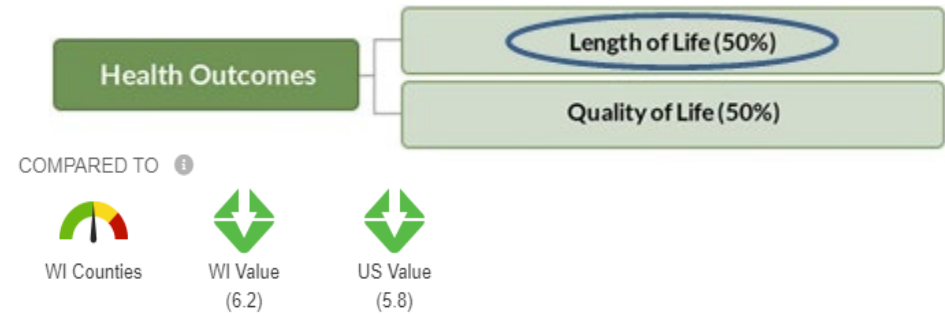 Length of Life (50%)
Health Outcomes
Quality of Life (50%)
COMPARED TO i
WI Counties
WI Value
(6.2)
US Value
(5.8)